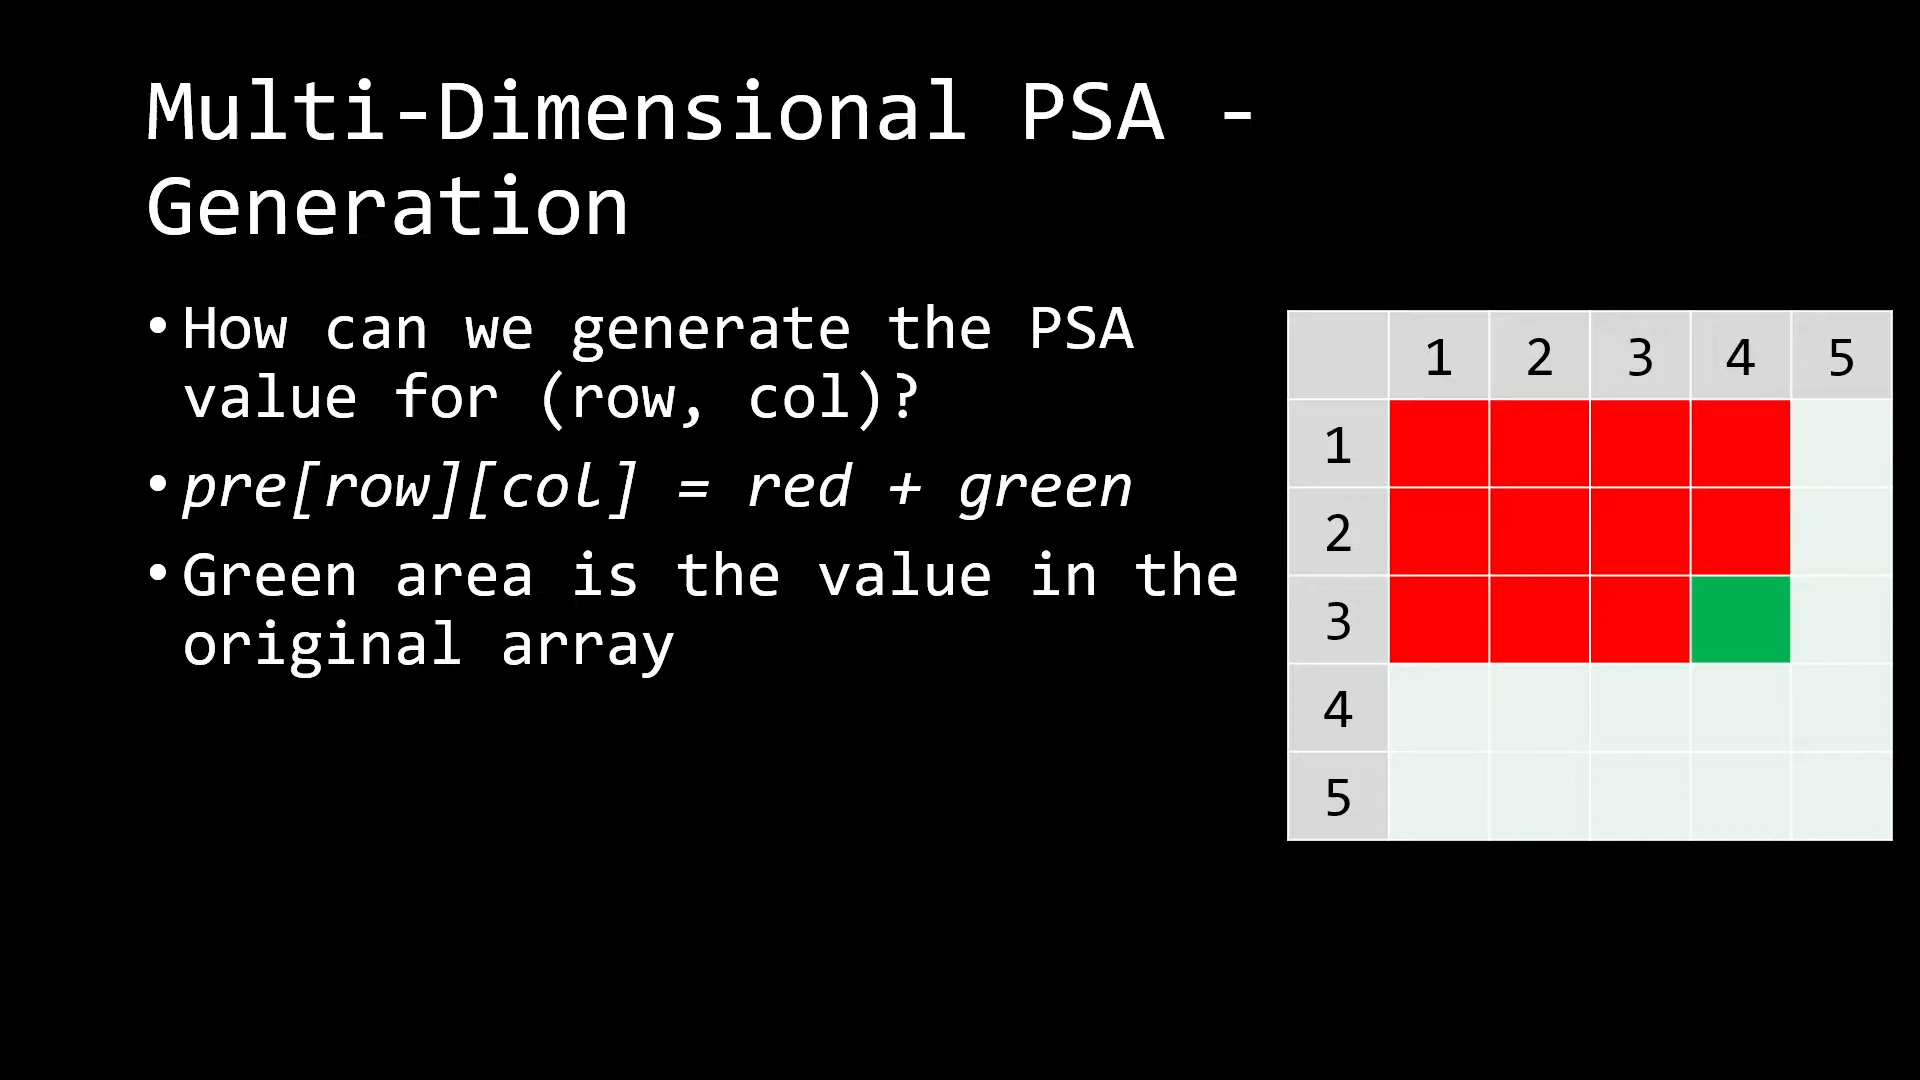 Multi-Dimensional PSA -
Generation
•How can we generate the PSA
value for (row, col)?
•pre[row][col] = red + green
•Green area is the value in the
original array
1 2 3 4 5
1
2
3
4
5